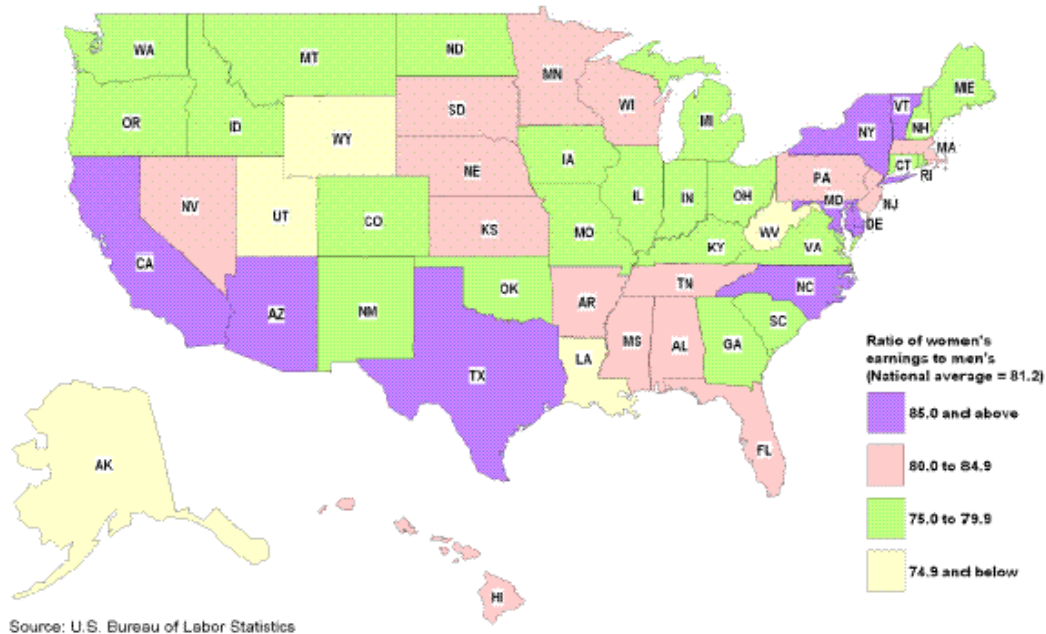 WA
MT
ND
MN
MIE
VT
NH
OR
ID
SD
WI
MI
NY
WY
MA
IA
CT
RI
NE
PA
NV
UT
CO
IL
IN
OH
MD
NJ
KS
MO
WV
DE
KY
VA
CA
TN
NC
OK
AZ
NM
AR
SC
MS
AL
GA
LA
TX
FL
AK
HI
Ratio of women's
earnings to men's
(National average = 81.2)
85.0 and above
80.0 to 84.9
75.0 to 79.9
74.9 and below
Source: U.S. Bureau of Labor Statistics